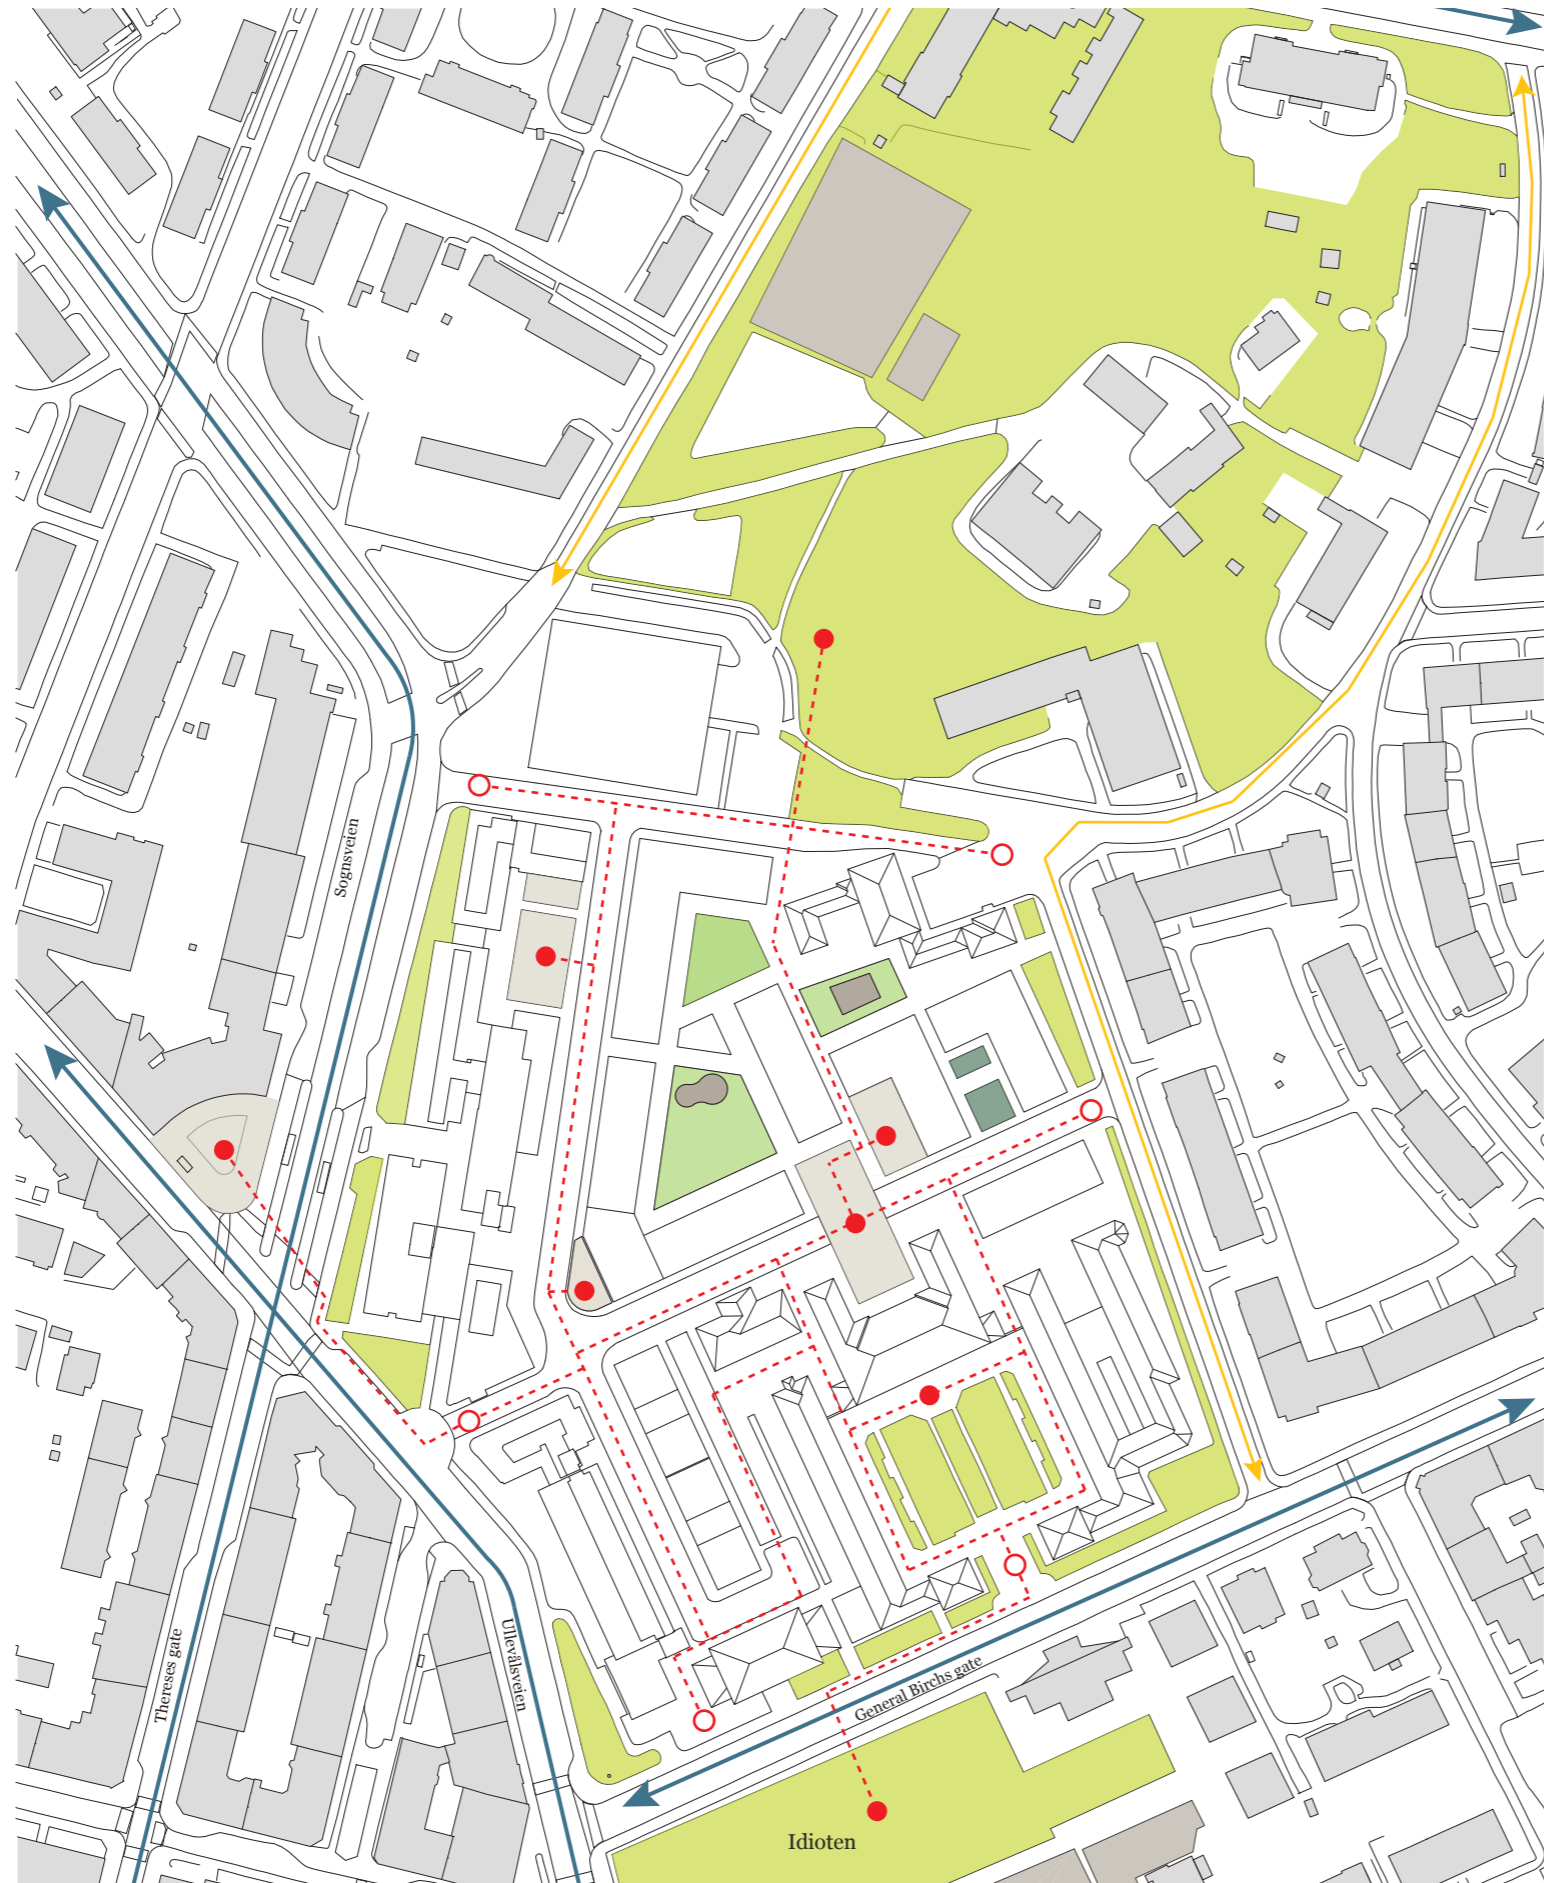 Sognsveien
Thereses gate
Ullevålsveien
General Birchs gate
Idioten